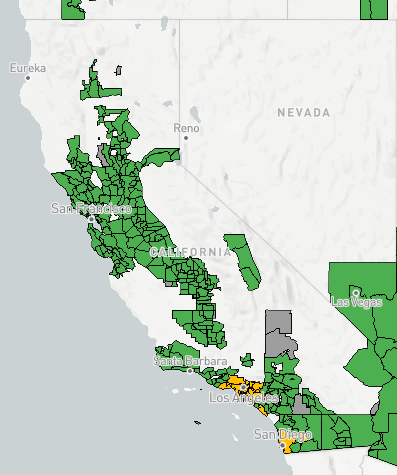 Eureka
NEVADA
Reno
San Francisco
CALIFORNIA
Las Vegas
Santa Barbara
Los Angeles
San Diego